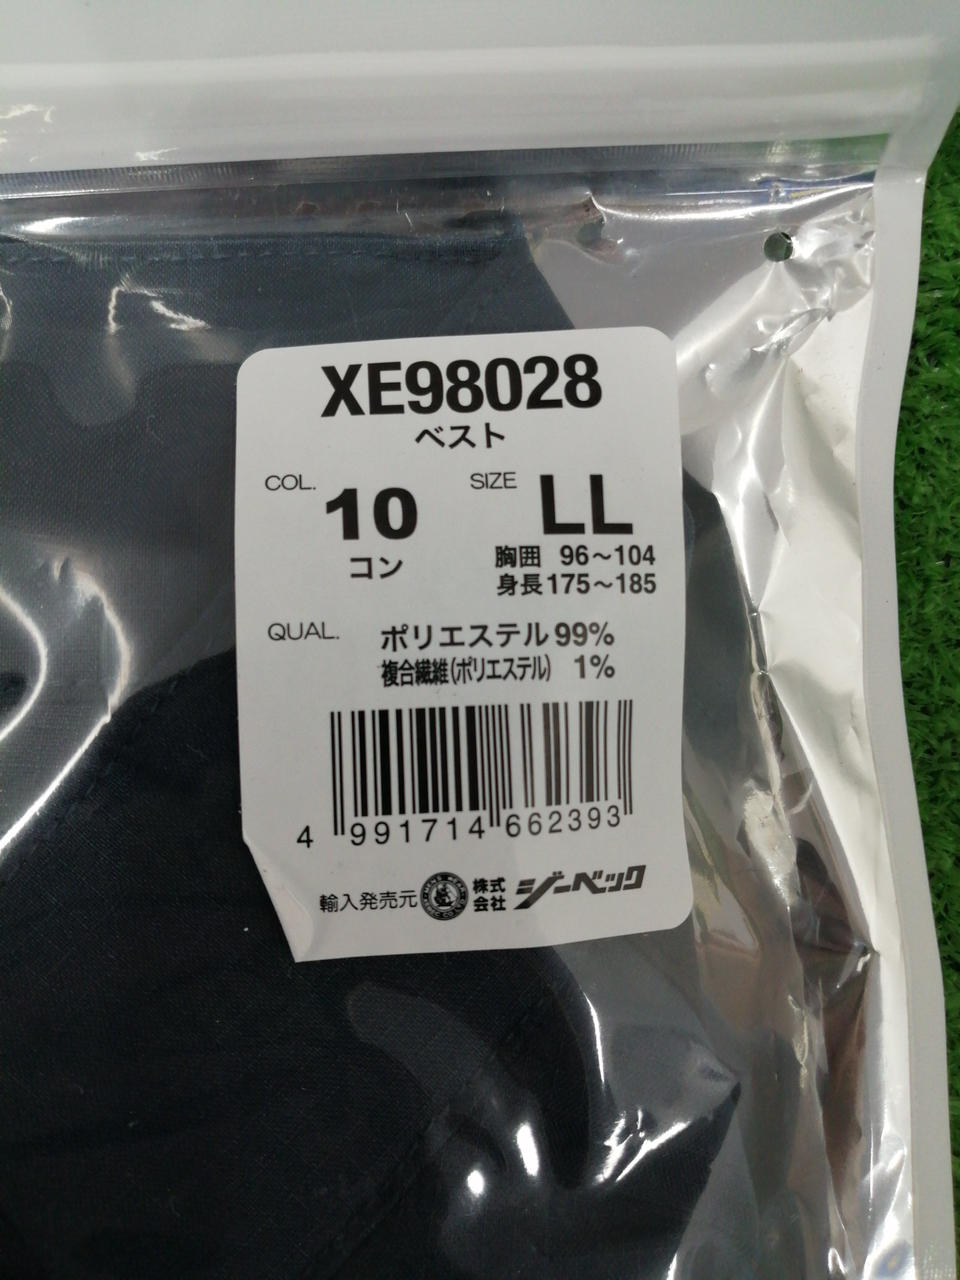 XE98028
ベスト
COL. 10 SIZE LL
コン
胸囲 96～104
身長175～185
QUAL. ポリエステル 99%
複合繊維(ポリエステル) 1%
4 991714 662393
輸入発売元 株式会社 ジーベック